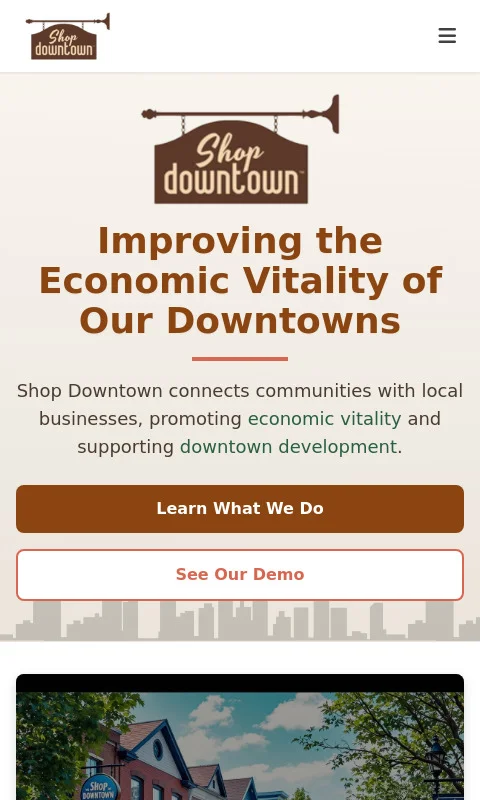 Shop
downtown
Shop
downtown™
Improving the
Economic Vitality of
Our Downtowns
Shop Downtown connects communities with local
businesses, promoting economic vitality and
supporting downtown development.
Learn What We Do
See Our Demo
Shop
DOWNTOWN